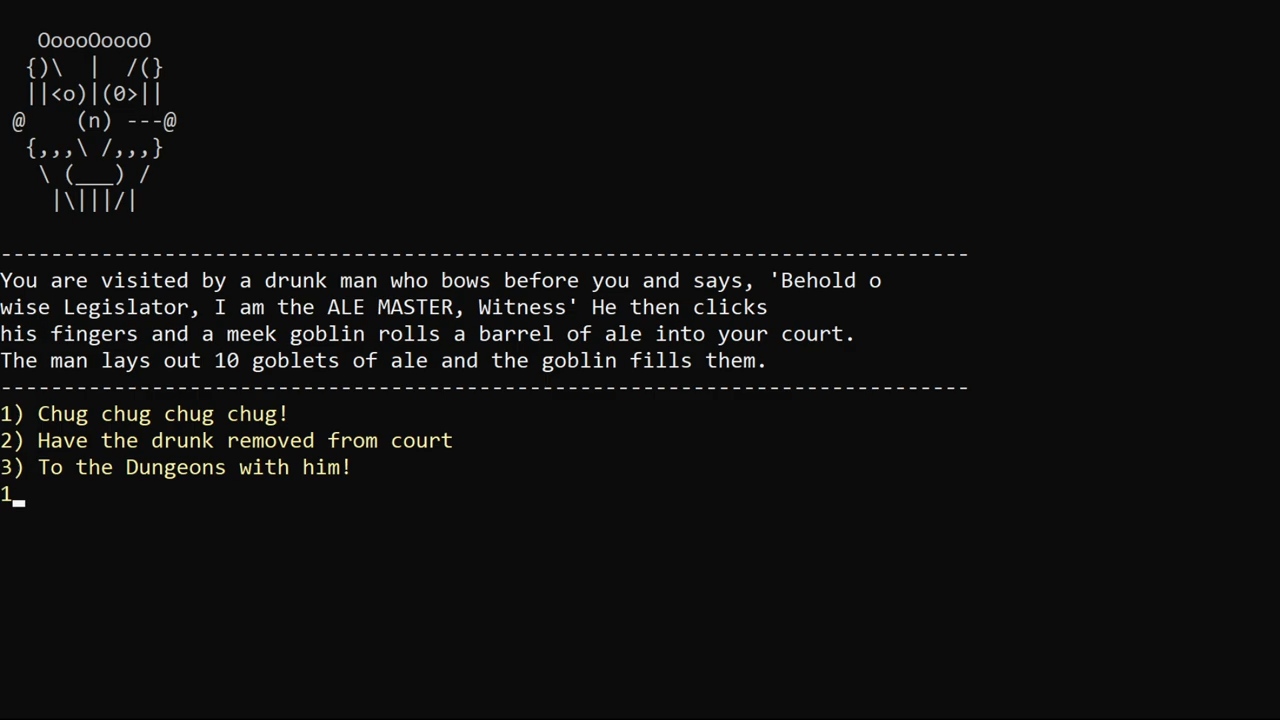 OoooOoooO
{)\  |  /(}
||<o)|(0>||
@    (n) ---@
{,,,\ /,,,}
\ (___) /
|\|||/|
-----------------------------------------------------------------------------
You are visited by a drunk man who bows before you and says, 'Behold o
wise Legislator, I am the ALE MASTER, Witness' He then clicks
his fingers and a meek goblin rolls a barrel of ale into your court.
The man lays out 10 goblets of ale and the goblin fills them.
-----------------------------------------------------------------------------
1) Chug chug chug chug!
2) Have the drunk removed from court
3) To the Dungeons with him!
1